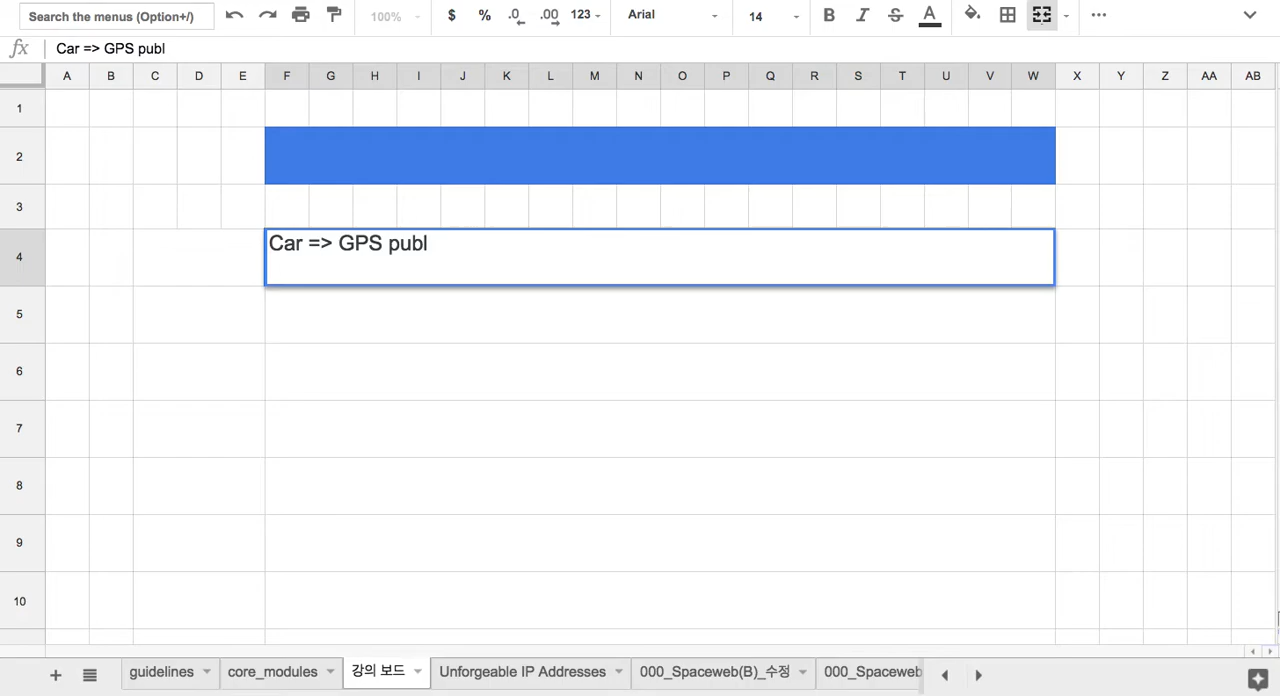 Search the menus (Option+/) 100% $ % .0 .00 123 Arial 14 B I S A
fx Car => GPS publ
A B C D E F G H I J K L M N O P Q R S T U V W X Y Z AA AB
1
2
3
4 Car => GPS publ
5
6
7
8
9
10
guidelines core_modules 강의 보드 Unforgeable IP Addresses 000_Spaceweb(B)_수정 000_Spaceweb